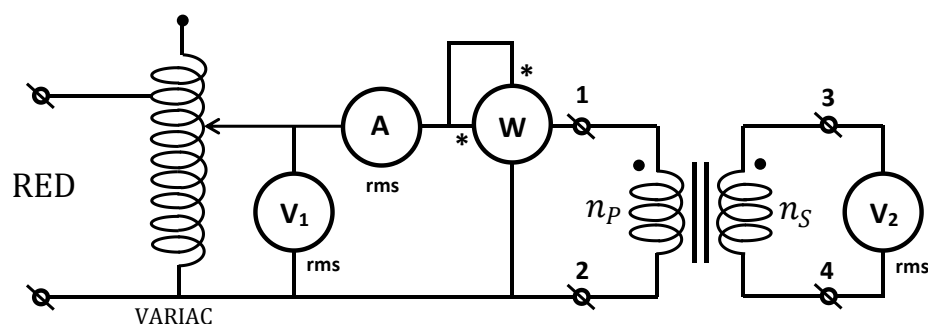 RED
VARIAC
V₁
rms
A
rms
*
*
W
1
2
n_P
n_S
3
4
V₂
rms